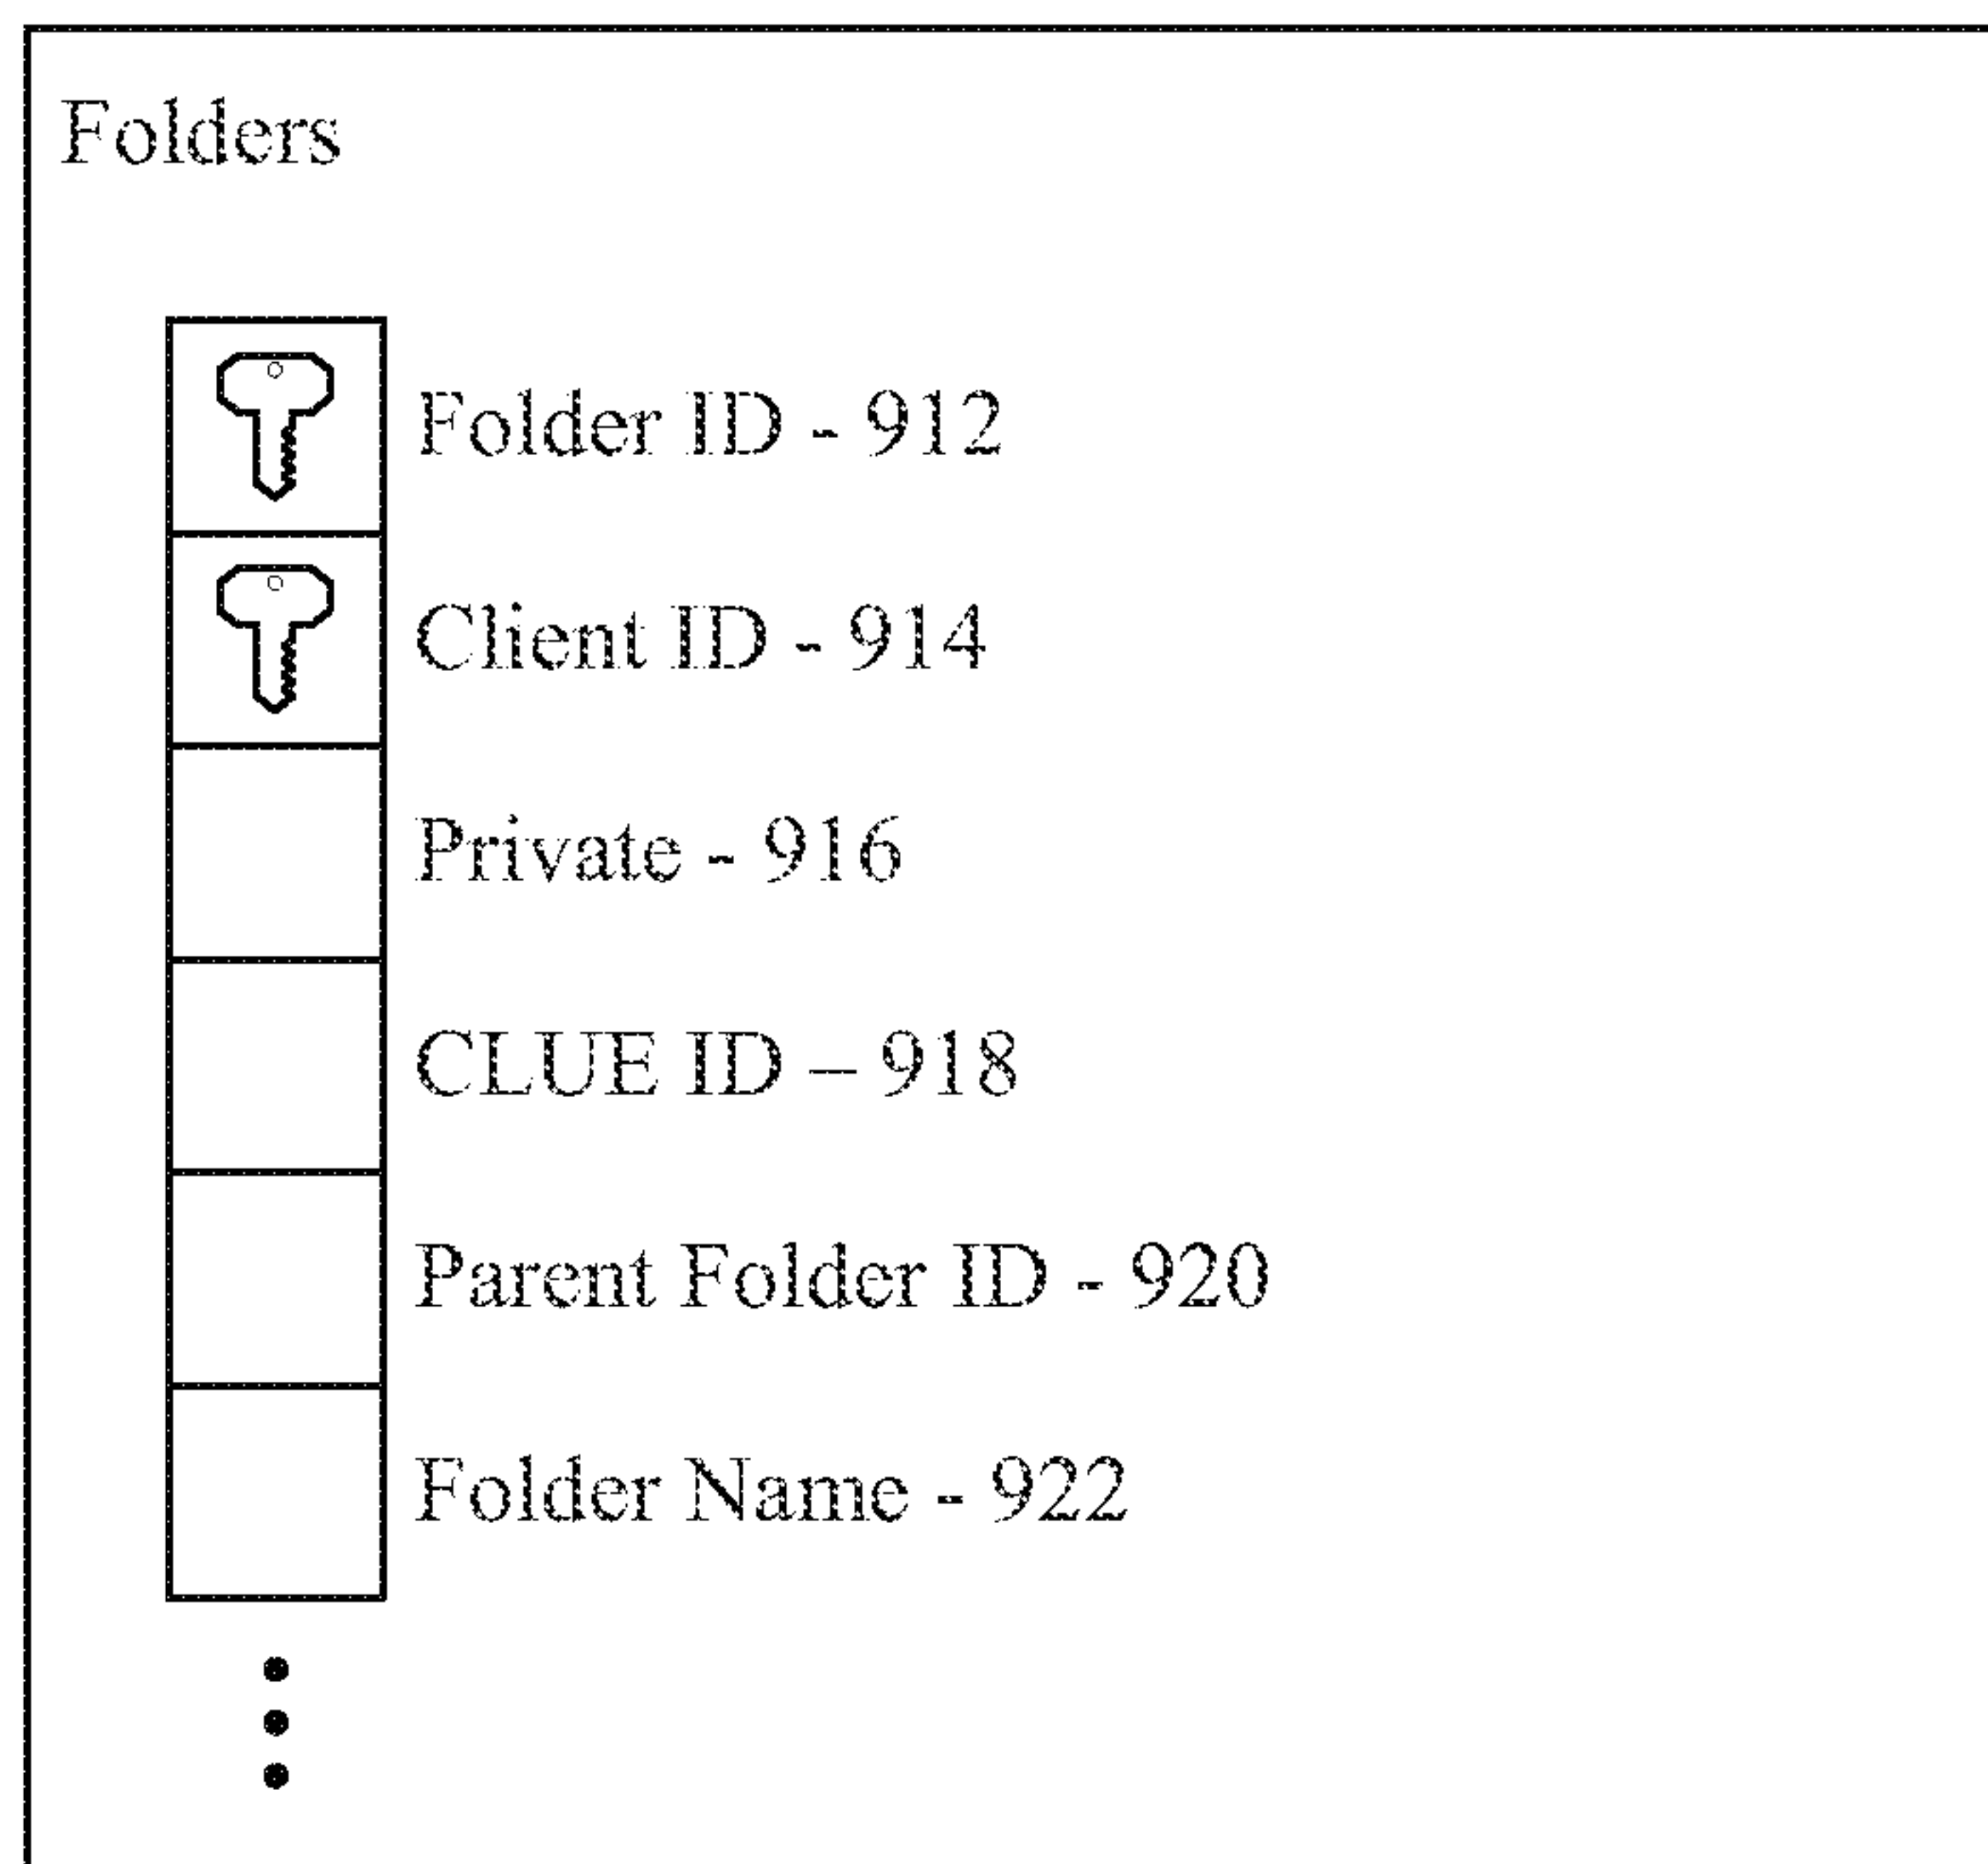 Folders
Folder ID - 912
Client ID - 914
Private - 916
CLUE ID – 918
Parent Folder ID - 920
Folder Name - 922